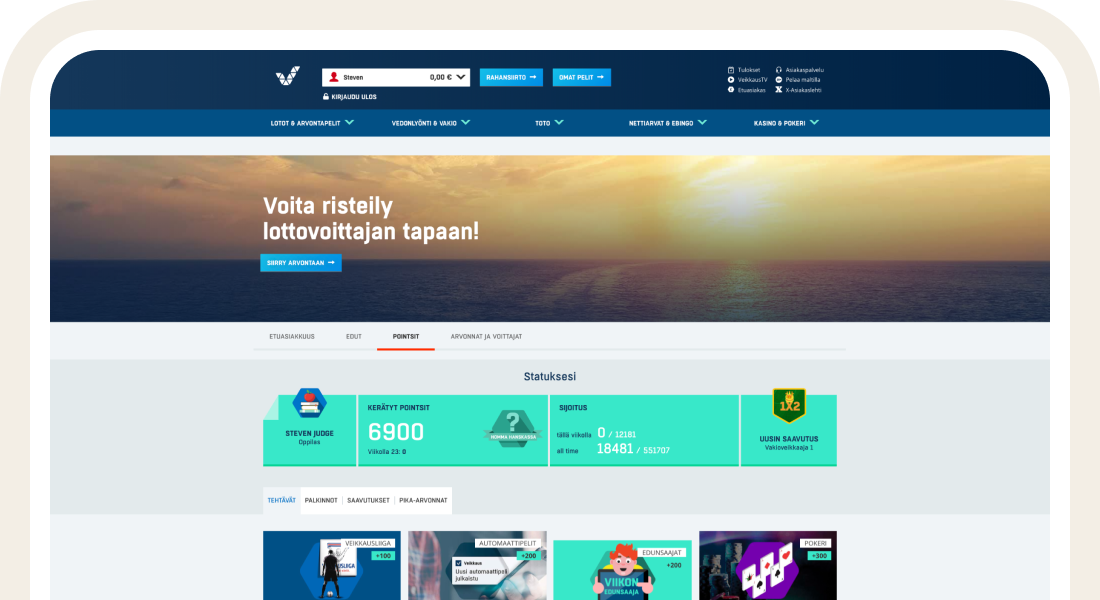 Steven 0,00 €
RAHANSIIRTO →
OMAT PELIT →
KIRJAUDU ULOS
Tulokset
Asiakaspalvelu
VeikkausTV
Pelaa maltilla
Etuasiakas
X-Asiakaslehti
LOTOT & ARVONTAPELIT
VEDONLYÖNTI & VAKIO
TOTO
NETTIARVAT & EBINGO
KASINO & POKERI
Voita risteily
lottovoittajan tapaan!
SIIRRY ARVONTAAN →
ETUASIAKKUUS
EDUT
POINTSIT
ARVONNAT JA VOITTAJAT
Statuksesi
STEVEN JUDGE
Oppilas
KERÄTYT POINTSIT
6900
Viikolla 23: 0
?
HOMMA HANSKASSA
SIJOITUS
tällä viikolla 0 / 12181
all time 18481 / 551707
1X2
UUSIN SAAVUTUS
Vakioveikkaaja 1
TEHTÄVÄT
PALKINNOT
SAAVUTUKSET
PIKA-ARVONNAT
VEIKKAUSLIIGA
+100
AUTOMAATTIPELIT
+200
Veikkaus
Uusi automaattipeli
julkaistu
EDUNSAAJAT
+200
VIIKON
EDUNSAAJA
POKERI
+300